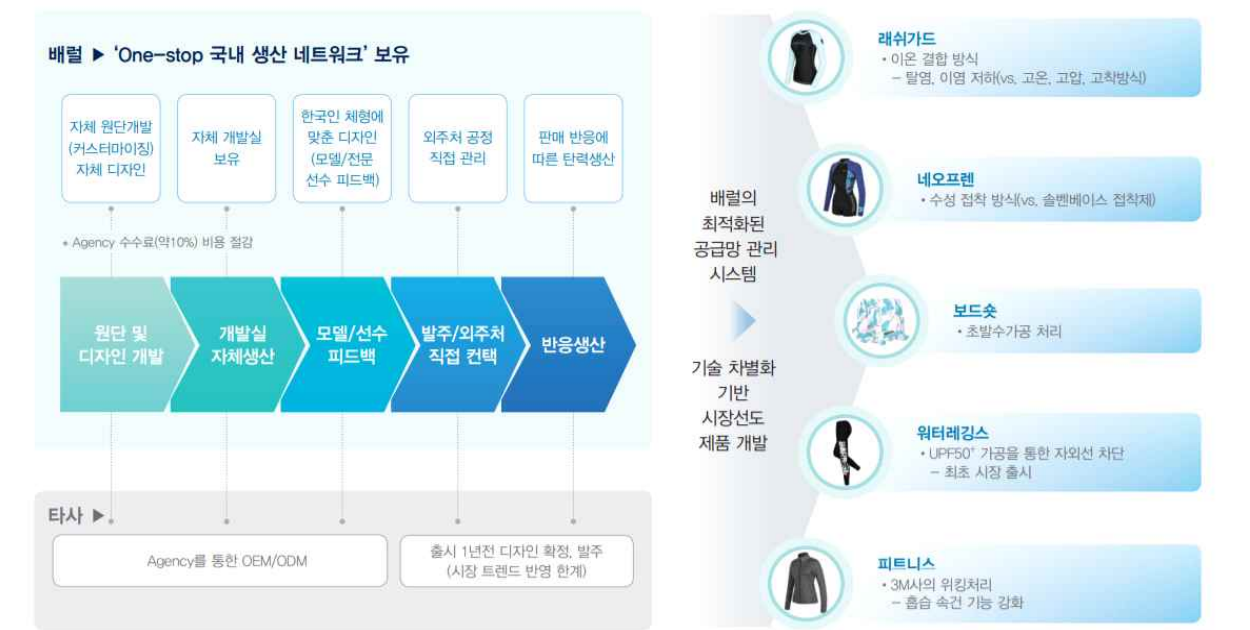 배럴 ▶ ‘One-stop 국내 생산 네트워크’ 보유
자체 원단개발
(커스터마이징)
자체 디자인
자체 개발실
보유
한국인 체형에
맞춘 디자인
(모델/전문
선수 피드백)
외주처 공정
직접 관리
판매 반응에
따른 탄력생산
* Agency 수수료(약10%) 비용 절감
원단 및
디자인 개발
개발실
자체생산
모델/선수
피드백
발주/외주처
직접 컨택
반응생산
타사 ▶
Agency를 통한 OEM/ODM
출시 1년전 디자인 확정, 발주
(시장 트렌드 반영 한계)
배럴의
최적화된
공급망 관리
시스템
기술 차별화
기반
시장선도
제품 개발
래쉬가드
• 이온 결합 방식
– 탈염, 이염 저하(vs. 고온, 고압, 고착방식)
네오프렌
• 수성 접착 방식(vs. 솔벤베이스 접착제)
보드숏
• 초발수가공 처리
워터레깅스
• UPF50⁺ 가공을 통한 자외선 차단
– 최초 시장 출시
피트니스
• 3M사의 위킹처리
– 흡습 속건 기능 강화